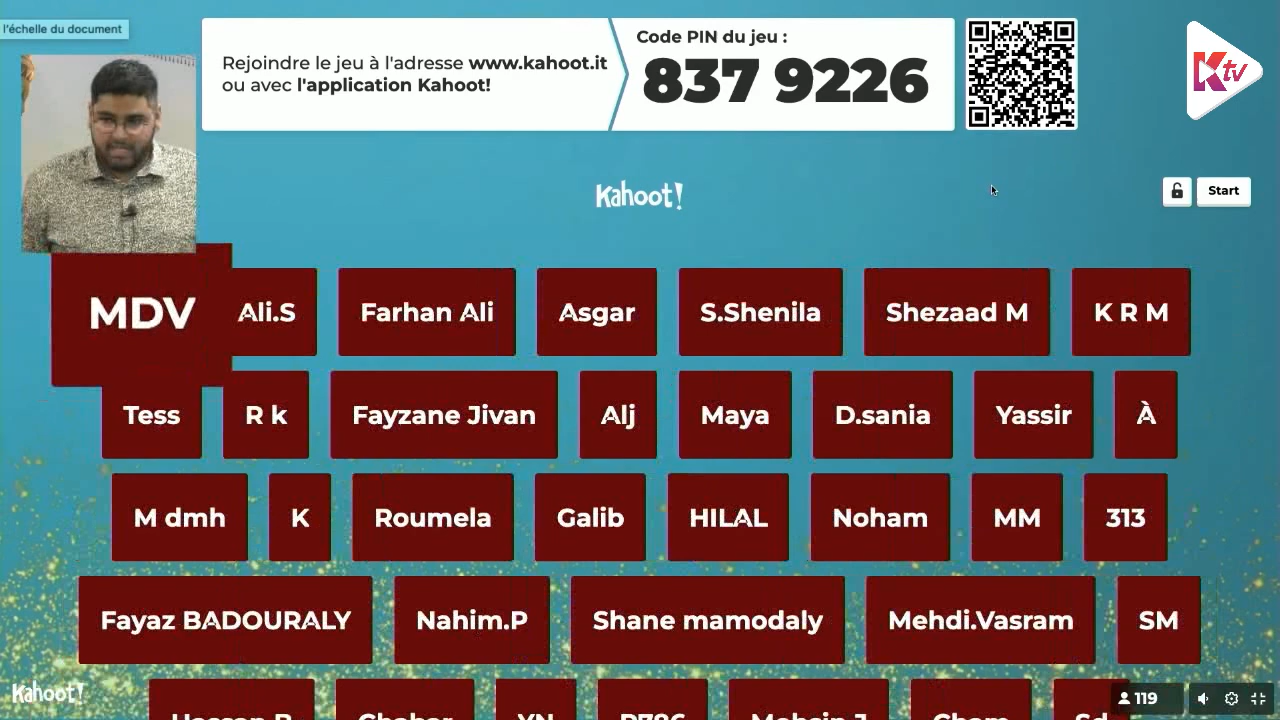 l'échelle du document
Rejoindre le jeu à l'adresse www.kahoot.it
ou avec l'application Kahoot!
Code PIN du jeu :
837 9226
Ktv
Kahoot!
Start
MDV
Ali.S
Farhan Ali
Asgar
S.Shenila
Shezaad M
K R M
Tess
R k
Fayzane Jivan
Alj
Maya
D.sania
Yassir
À
M dmh
K
Roumela
Galib
HILAL
Noham
MM
313
Fayaz BADOURALY
Nahim.P
Shane mamodaly
Mehdi.Vasram
SM
Kahoot!
119